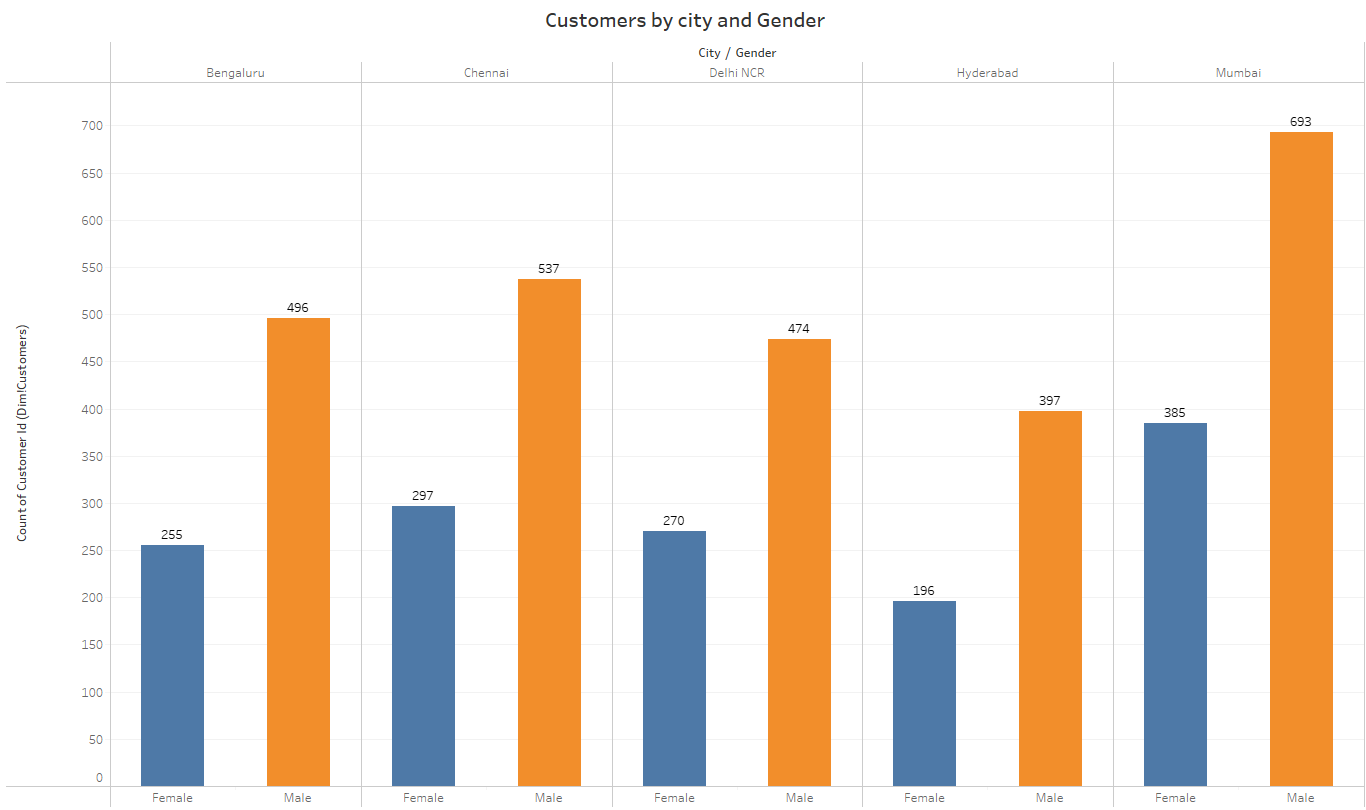 Customers by city and Gender
City / Gender
Bengaluru Chennai Delhi NCR Hyderabad Mumbai
Count of Customer Id (Dim!Customers)
700
650
600
550
500
450
400
350
300
250
200
150
100
50
0
255 496 297 537 270 474 196 397 385 693
Female Male Female Male Female Male Female Male Female Male